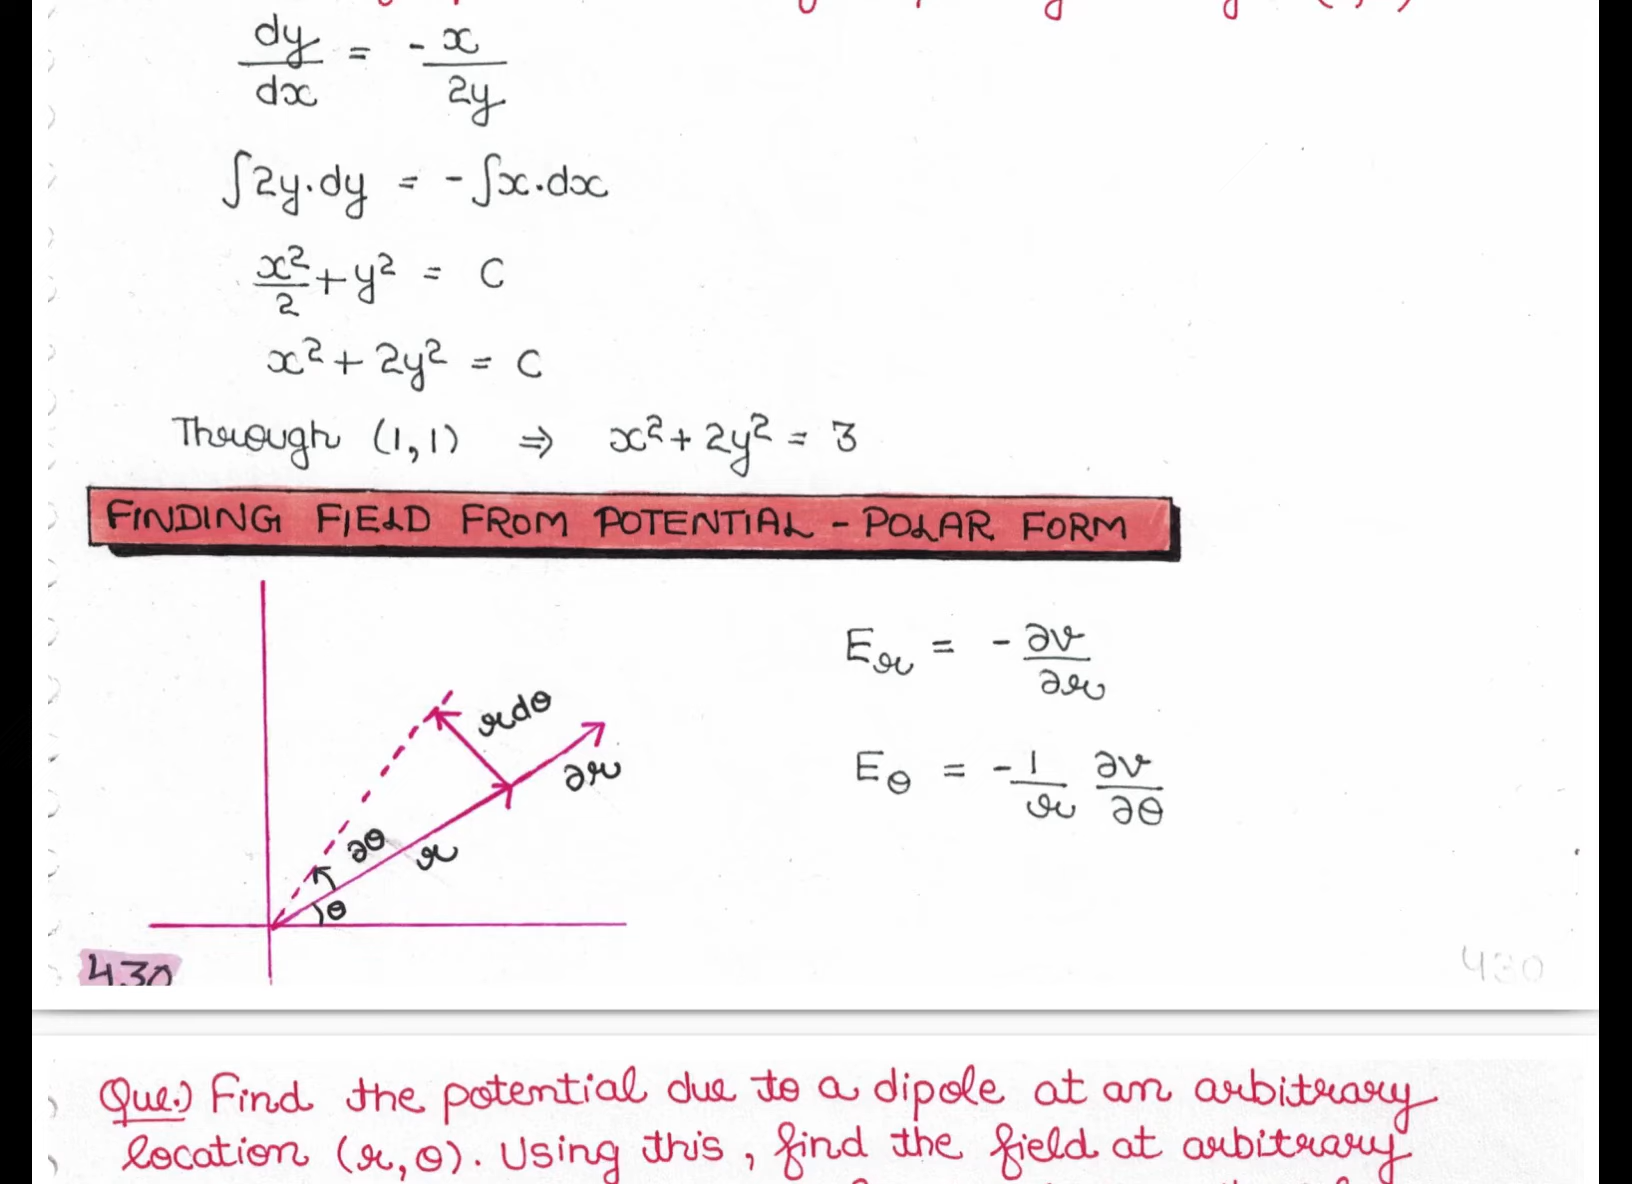 dy/dx = -x/2y
∫2y.dy = -∫x.dx
x²/2 + y² = C
x² + 2y² = C
Through (1,1) ⇒ x² + 2y² = 3
FINDING FIELD FROM POTENTIAL - POLAR FORM
E_r = -∂v/∂r
E_θ = -1/r ∂v/∂θ
rdθ
∂r
∂θ
r
θ
430
430
Que.) Find the potential due to a dipole at an arbitrary
location (r,θ). Using this, find the field at arbitrary